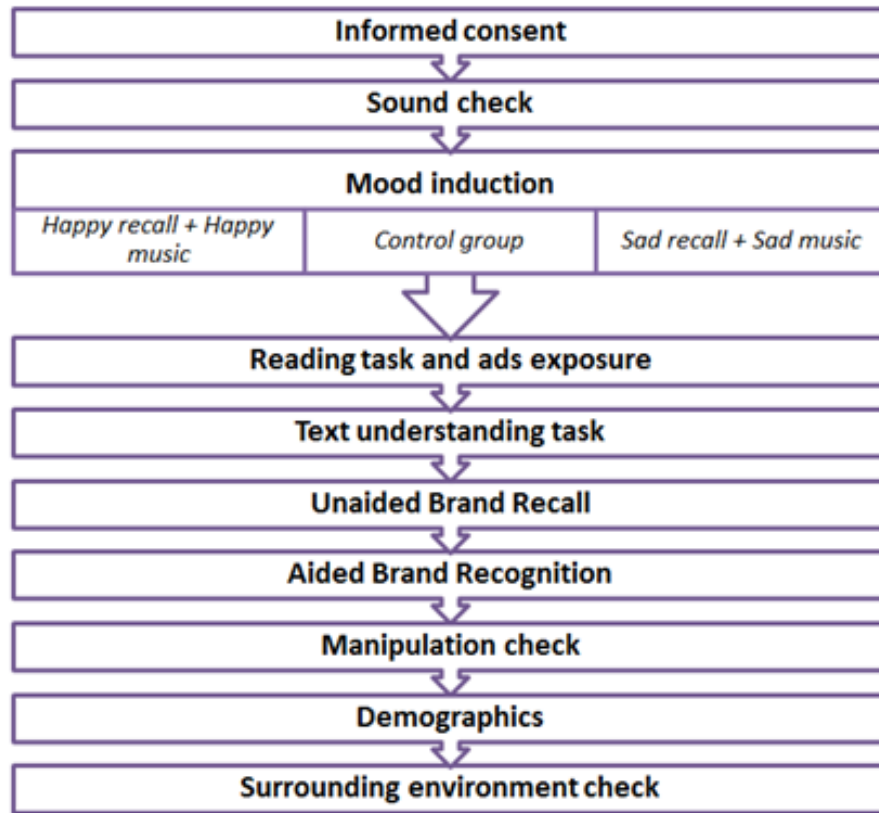 Informed consent
Sound check
Mood induction
Happy recall + Happy
music
Control group
Sad recall + Sad music
Reading task and ads exposure
Text understanding task
Unaided Brand Recall
Aided Brand Recognition
Manipulation check
Demographics
Surrounding environment check